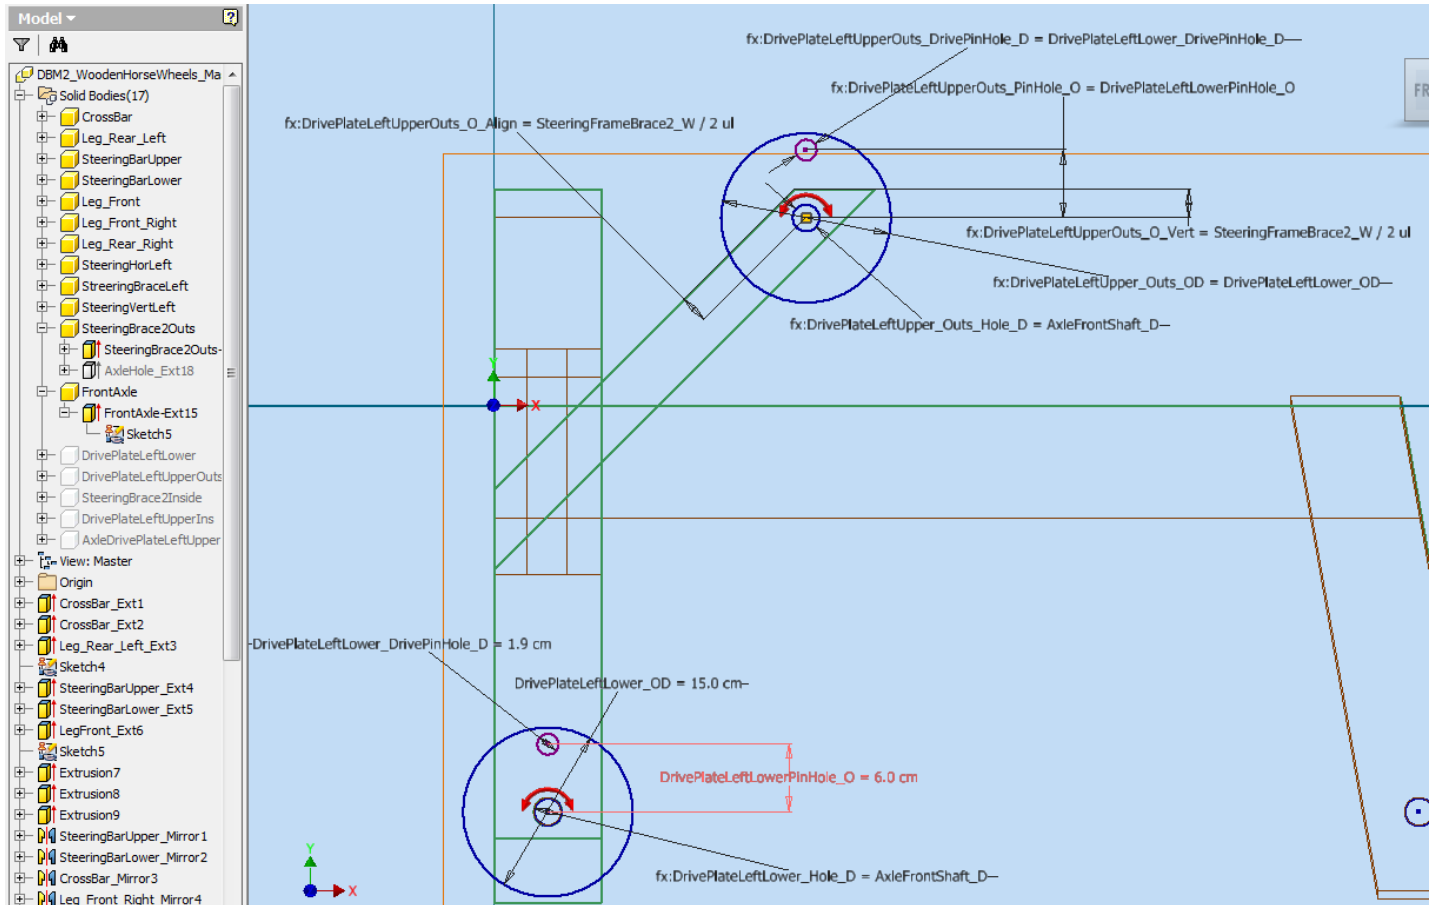 Model
DBM2_WoodenHorseWheels_Ma
Solid Bodies(17)
CrossBar
Leg_Rear_Left
SteeringBarUpper
SteeringBarLower
Leg_Front
Leg_Front_Right
Leg_Rear_Right
SteeringHorLeft
StreeringBraceLeft
SteeringVertLeft
SteeringBrace2Outs
SteeringBrace2Outs-
AxleHole_Ext18
FrontAxle
FrontAxle-Ext15
Sketch5
DrivePlateLeftLower
DrivePlateLeftUpperOuts
SteeringBrace2Inside
DrivePlateLeftUpperIns
AxleDrivePlateLeftUpper
View: Master
Origin
CrossBar_Ext1
CrossBar_Ext2
Leg_Rear_Left_Ext3
Sketch4
SteeringBarUpper_Ext4
SteeringBarLower_Ext5
LegFront_Ext6
Sketch5
Extrusion7
Extrusion8
Extrusion9
SteeringBarUpper_Mirror1
SteeringBarLower_Mirror2
CrossBar_Mirror3
Leg_Front_Right_Mirror4
fx:DrivePlateLeftUpperOuts_DrivePinHole_D = DrivePlateLeftLower_DrivePinHole_D
fx:DrivePlateLeftUpperOuts_PinHole_O = DrivePlateLeftLowerPinHole_O
FR
fx:DrivePlateLeftUpperOuts_O_Align = SteeringFrameBrace2_W / 2 ul
fx:DrivePlateLeftUpperOuts_O_Vert = SteeringFrameBrace2_W / 2 ul
fx:DrivePlateLeftUpper_Outs_OD = DrivePlateLeftLower_OD
fx:DrivePlateLeftUpper_Outs_Hole_D = AxleFrontShaft_D
Y
X
DrivePlateLeftLower_DrivePinHole_D = 1.9 cm
DrivePlateLeftLower_OD = 15.0 cm
DrivePlateLeftLowerPinHole_O = 6.0 cm
fx:DrivePlateLeftLower_Hole_D = AxleFrontShaft_D
Y
X